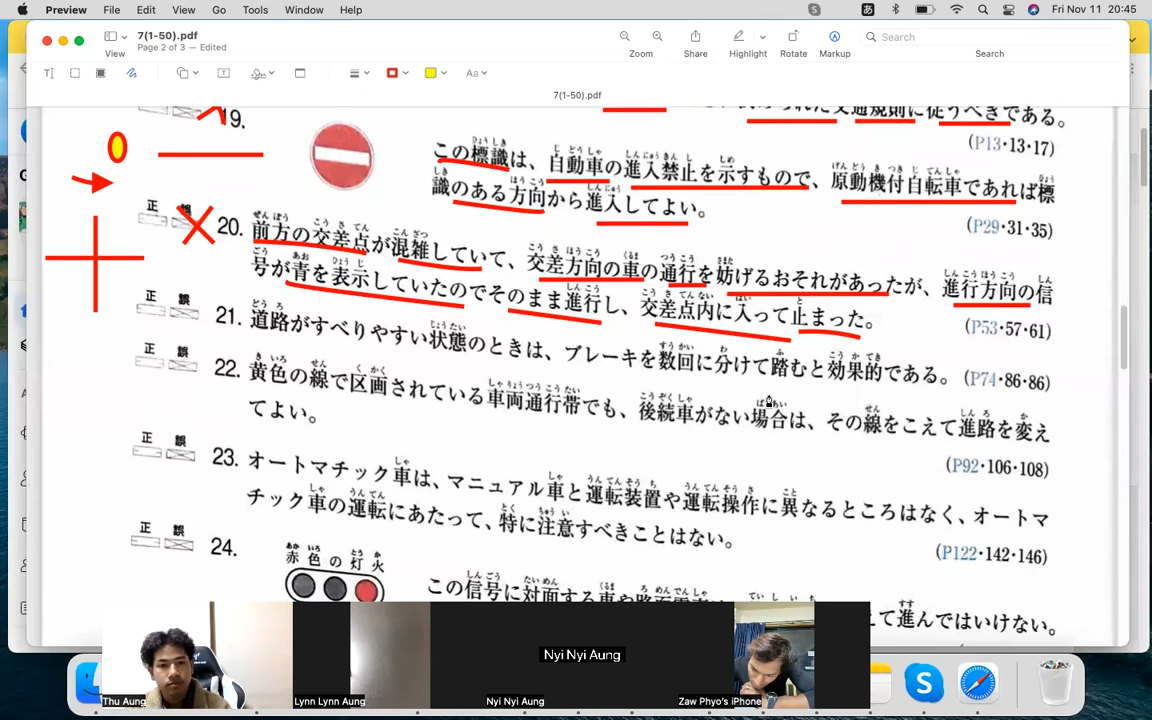 Preview File Edit View Go Tools Window Help
あ
Fri Nov 11 20:45
7(1-50).pdf
Page 2 of 3 — Edited
View
Zoom
Share
Highlight
Rotate
Markup
Search
Search
Aa
7(1-50).pdf
られた交通規則に従うべきである。
(P13・13・17)
19.
この標識は、自動車の進入禁止を示すもので、原動機付自転車であれば標
識のある方向から進入してよい。
(P29・31・35)
正 誤
20. 前方の交差点が混雑していて、交差方向の車の通行を妨げるおそれがあったが、進行方向の信
号が青を表示していたのでそのまま進行し、交差点内に入って止まった。
(P53・57・61)
正 誤
21. 道路がすべりやすい状態のときは、ブレーキを数回に分けて踏むと効果的である。
(P74・86・86)
正 誤
22. 黄色の線で区画されている車両通行帯でも、後続車がない場合は、その線をこえて進路を変え
てよい。
(P92・106・108)
正 誤
23. オートマチック車は、マニュアル車と運転装置や運転操作に異なるところはなく、オートマ
チック車の運転にあたって、特に注意すべきことはない。
(P122・142・146)
正 誤
24.
赤色の灯火
この信号に対面する車や路面電車は
えて進んではいけない。
Nyi Nyi Aung
Thu Aung
Lynn Lynn Aung
Nyi Nyi Aung
Zaw Phyo's iPhone